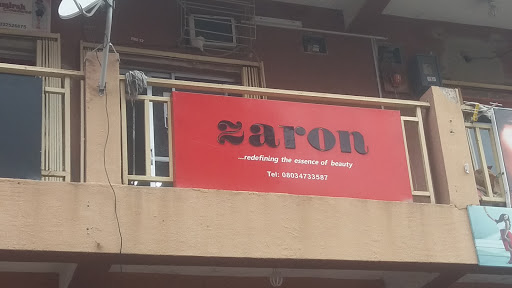 zaron
...redefining the essence of beauty
Tel: 08034733587